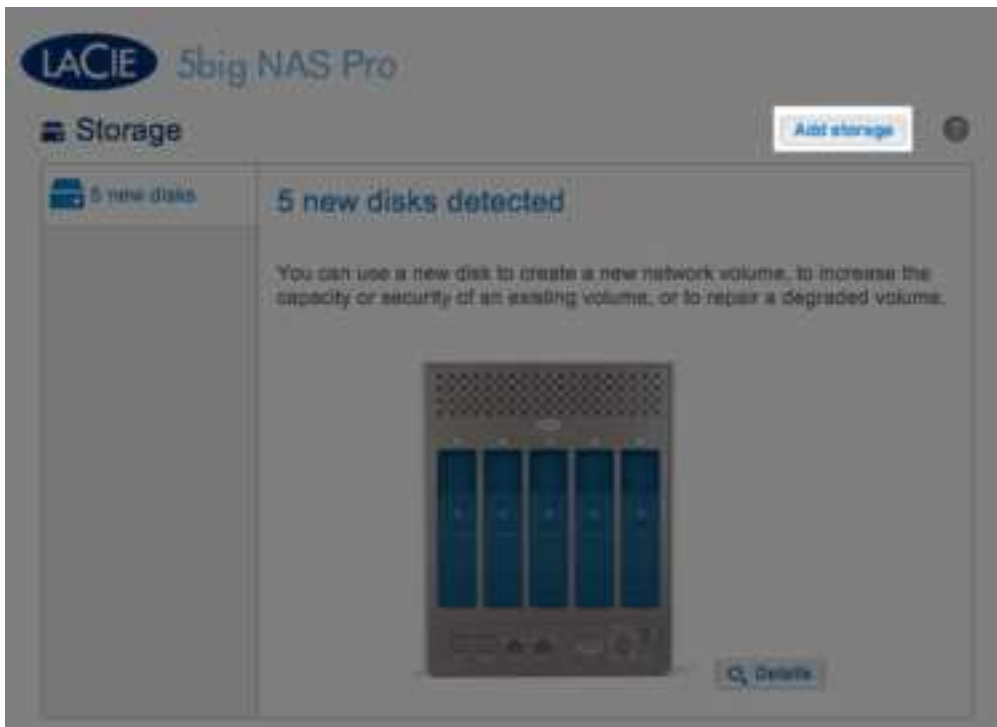 LACIE 5big NAS Pro
Storage
Add storage
?
5 new disks
5 new disks detected
You can use a new disk to create a new network volume, to increase the
capacity or security of an existing volume, or to repair a degraded volume.
Details